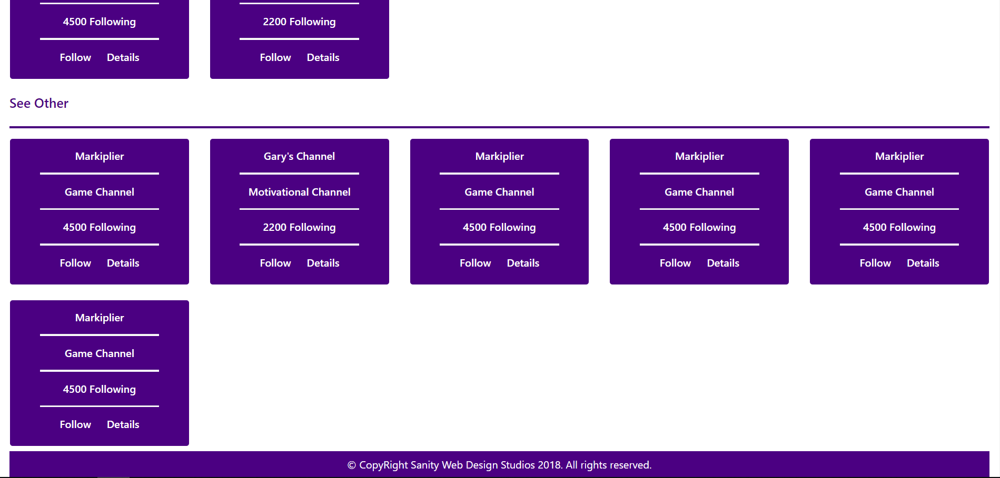 4500 Following 2200 Following
Follow Details Follow Details
See Other
Markiplier Gary's Channel Markiplier Markiplier Markiplier
Game Channel Motivational Channel Game Channel Game Channel Game Channel
4500 Following 2200 Following 4500 Following 4500 Following 4500 Following
Follow Details Follow Details Follow Details Follow Details Follow Details
Markiplier
Game Channel
4500 Following
Follow Details
© CopyRight Sanity Web Design Studios 2018. All rights reserved.